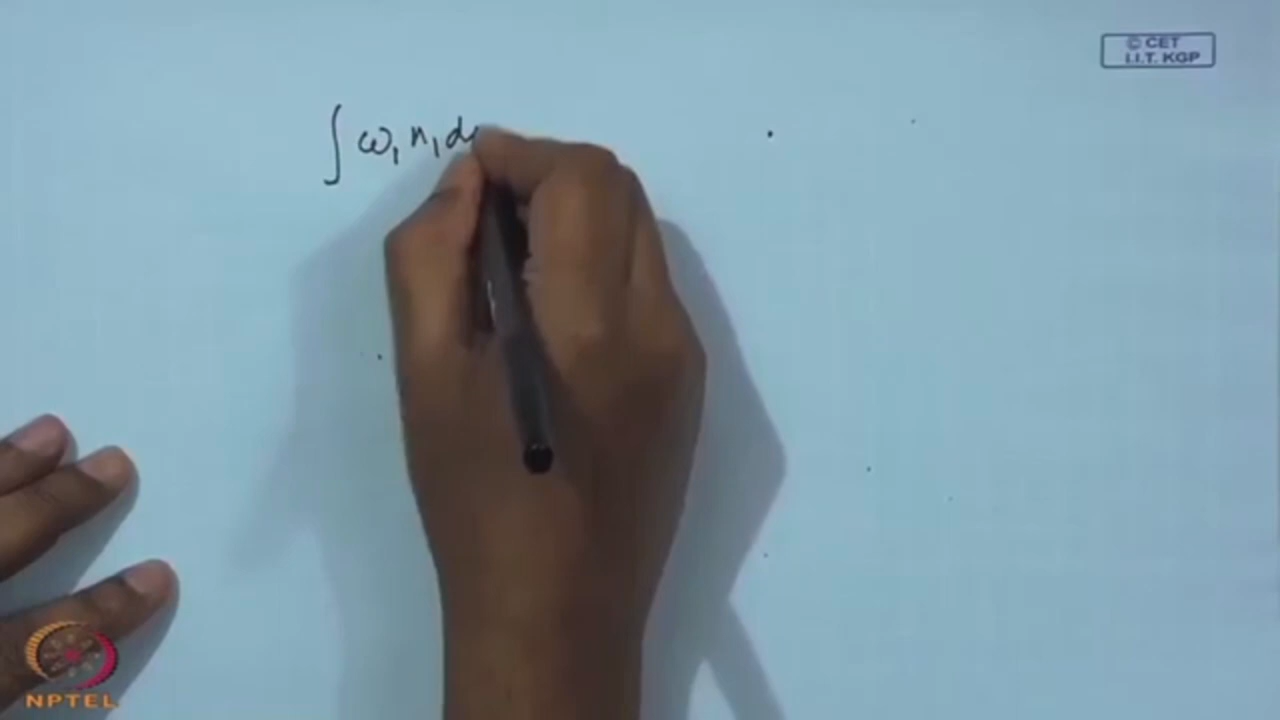 © CET
I.I.T. KGP
∫ ω₁ n₁ d
NPTEL